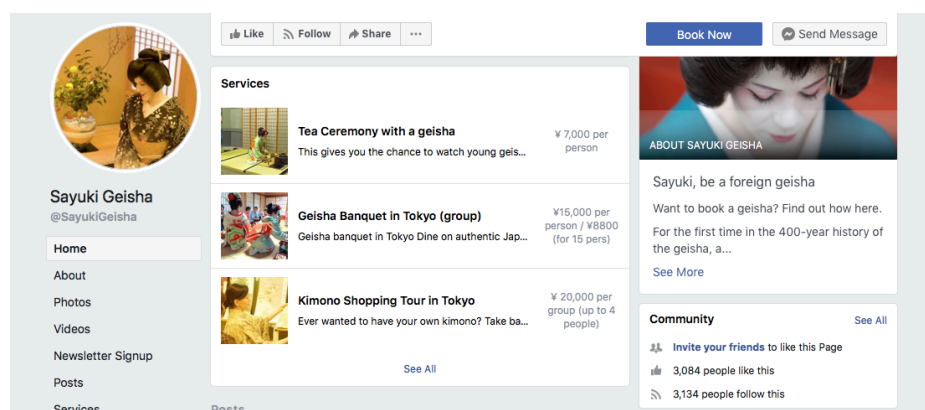 Like
Follow
Share
Book Now
Send Message
Sayuki Geisha
@SayukiGeisha
Home
About
Photos
Videos
Newsletter Signup
Posts
Services
Services
Tea Ceremony with a geisha
This gives you the chance to watch young geis...
¥ 7,000 per
person
Geisha Banquet in Tokyo (group)
Geisha banquet in Tokyo Dine on authentic Jap...
¥15,000 per
person / ¥8800
(for 15 pers)
Kimono Shopping Tour in Tokyo
Ever wanted to have your own kimono? Take ba...
¥ 20,000 per
group (up to 4
people)
See All
Posts
ABOUT SAYUKI GEISHA
Sayuki, be a foreign geisha
Want to book a geisha? Find out how here.
For the first time in the 400-year history of
the geisha, a...
See More
Community
See All
Invite your friends to like this Page
3,084 people like this
3,134 people follow this